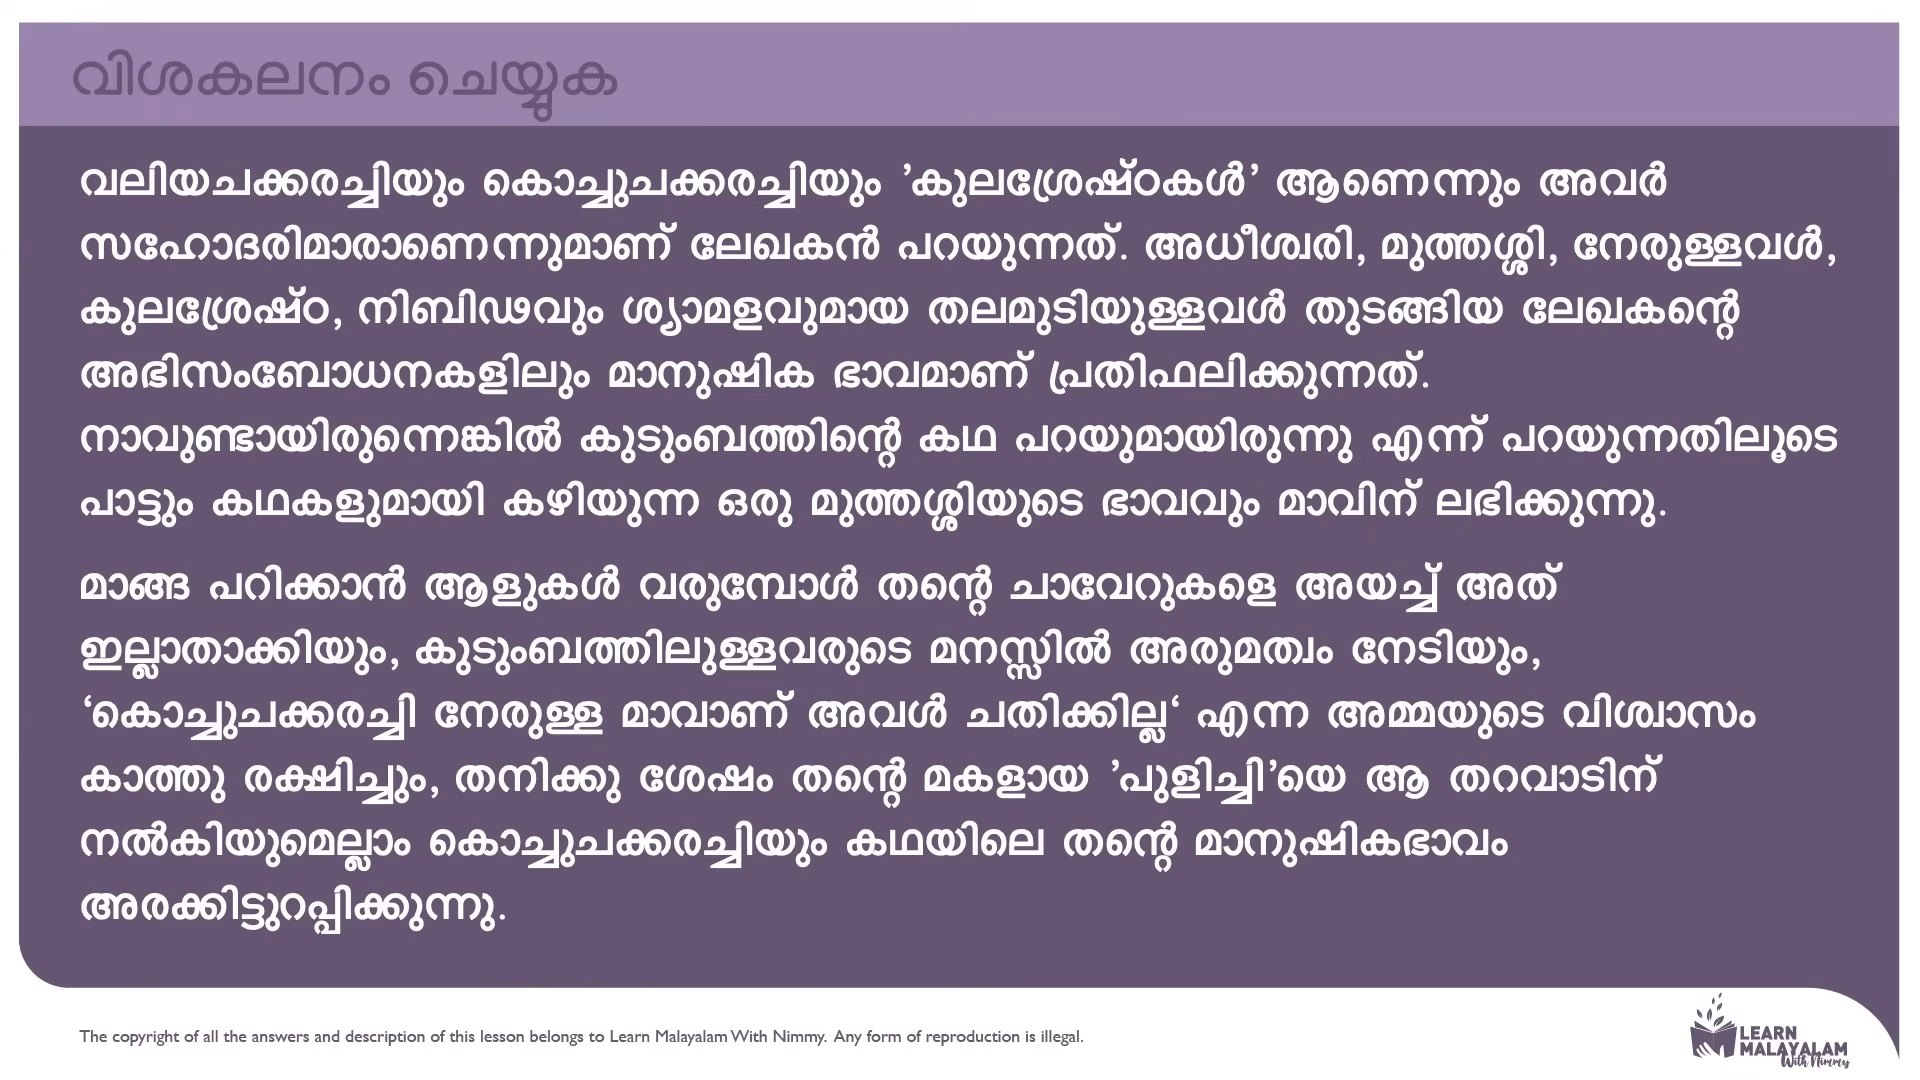 വിശകലനം ചെയ്യുക
വലിയചക്കരച്ചിയും കൊച്ചുചക്കരച്ചിയും ’കുലശ്രേഷ്ഠകൾ’ ആണെന്നും അവർ
സഹോദരിമാരാണെന്നുമാണ് ലേഖകൻ പറയുന്നത്. അധീശ്വരി, മുത്തശ്ശി, നേരുള്ളവൾ,
കുലശ്രേഷ്ഠ, നിബിഢവും ശ്യാമളവുമായ തലമുടിയുള്ളവൾ തുടങ്ങിയ ലേഖകന്റെ
അഭിസംബോധനകളിലും മാനുഷിക ഭാവമാണ് പ്രതിഫലിക്കുന്നത്.
നാവുണ്ടായിരുന്നെങ്കിൽ കുടുംബത്തിന്റെ കഥ പറയുമായിരുന്നു എന്ന് പറയുന്നതിലൂടെ
പാട്ടും കഥകളുമായി കഴിയുന്ന ഒരു മുത്തശ്ശിയുടെ ഭാവവും മാവിന് ലഭിക്കുന്നു.
മാങ്ങ പറിക്കാൻ ആളുകൾ വരുമ്പോൾ തന്റെ ചാവേറുകളെ അയച്ച് അത്
ഇല്ലാതാക്കിയും, കുടുംബത്തിലുള്ളവരുടെ മനസ്സിൽ അരുമത്വം നേടിയും,
‘കൊച്ചുചക്കരച്ചി നേരുള്ള മാവാണ് അവൾ ചതിക്കില്ല‘ എന്ന അമ്മയുടെ വിശ്വാസം
കാത്തു രക്ഷിച്ചും, തനിക്കു ശേഷം തന്റെ മകളായ ’പുളിച്ചി’യെ ആ തറവാടിന്
നൽകിയുമെല്ലാം കൊച്ചുചക്കരച്ചിയും കഥയിലെ തന്റെ മാനുഷികഭാവം
അരക്കിട്ടുറപ്പിക്കുന്നു.
The copyright of all the answers and description of this lesson belongs to Learn Malayalam With Nimmy. Any form of reproduction is illegal.
LEARN
MALAYALAM
With Nimmy